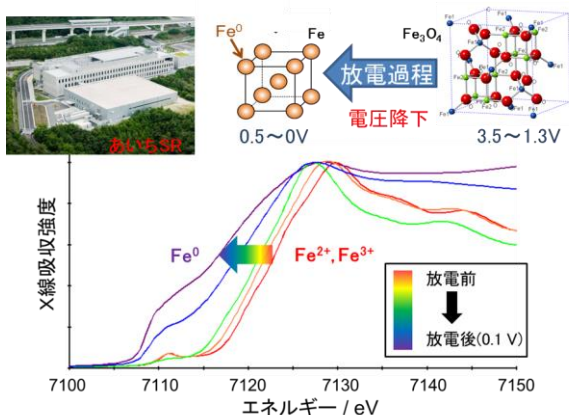 あいちSR
Fe⁰
Fe
Fe₃O₄
放電過程
電圧降下
0.5～0V
3.5～1.3V
Fe1
Fe2
X線吸収強度
Fe⁰
Fe²⁺,Fe³⁺
放電前
放電後(0.1 V)
7100 7110 7120 7130 7140 7150
エネルギー / eV